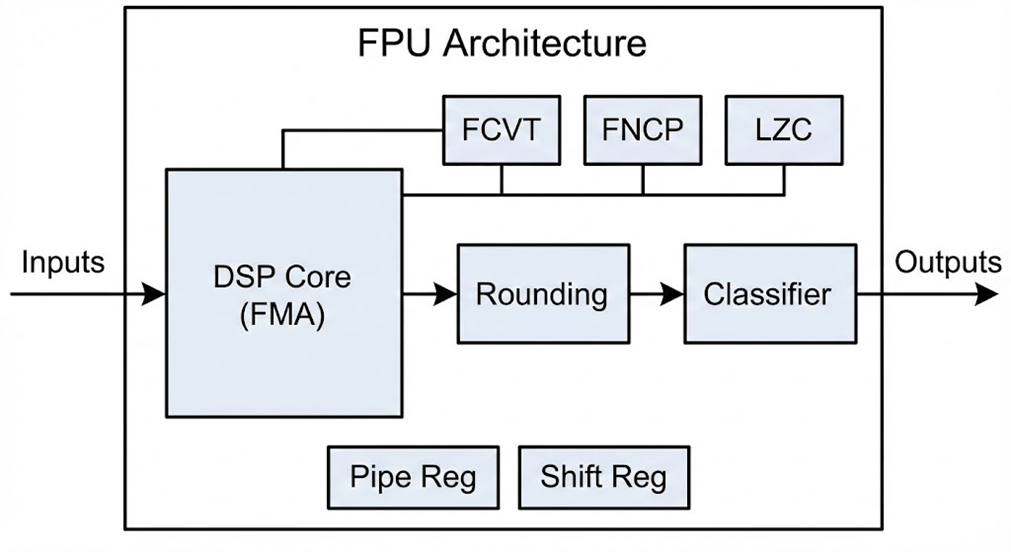 FPU Architecture
FCVT
FNCP
LZC
Inputs
DSP Core
(FMA)
Rounding
Classifier
Outputs
Pipe Reg
Shift Reg